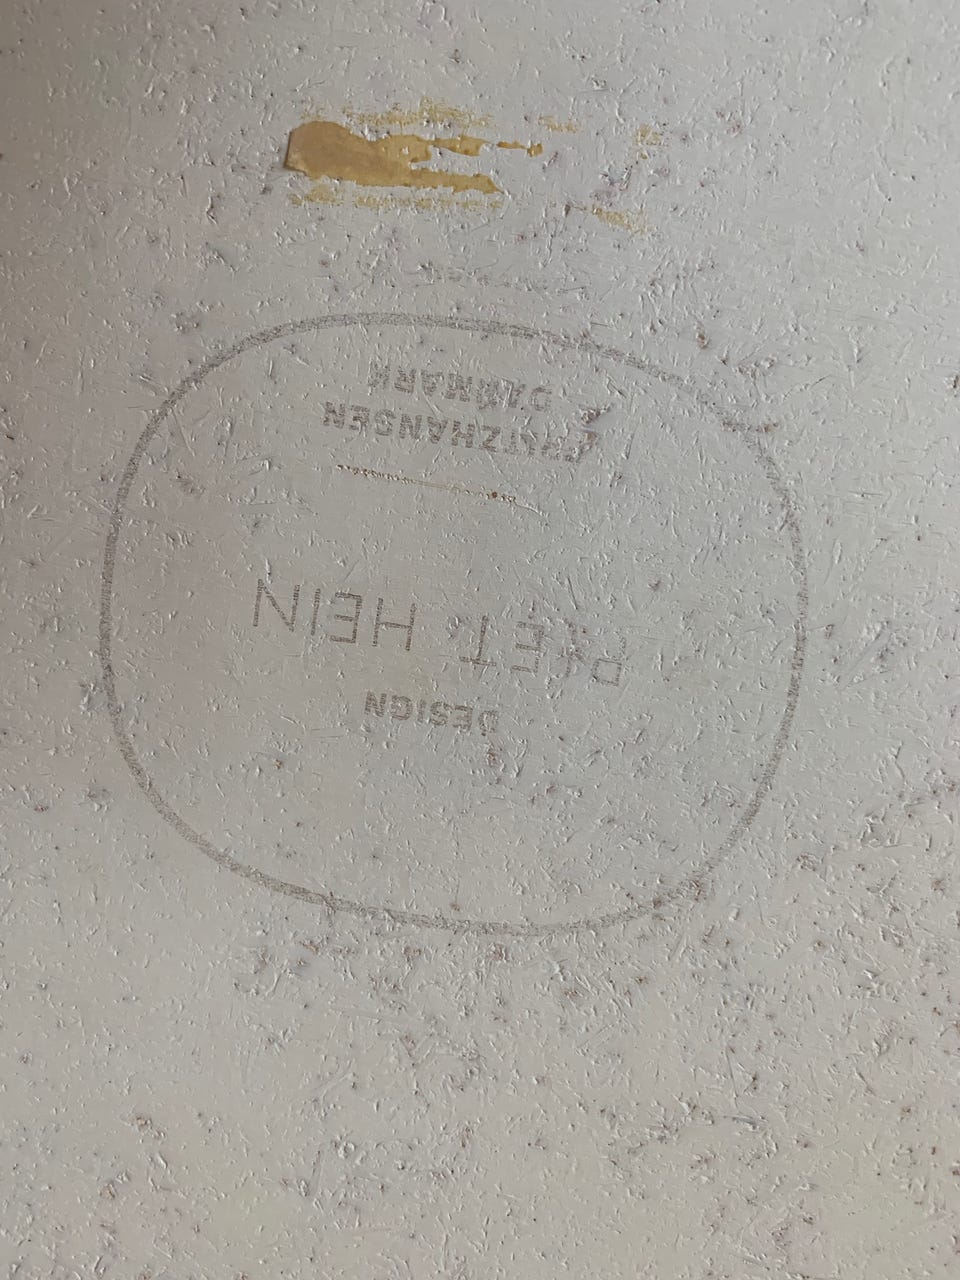 DESIGN
PIET HEIN
FRITZHANSEN
DANMARK